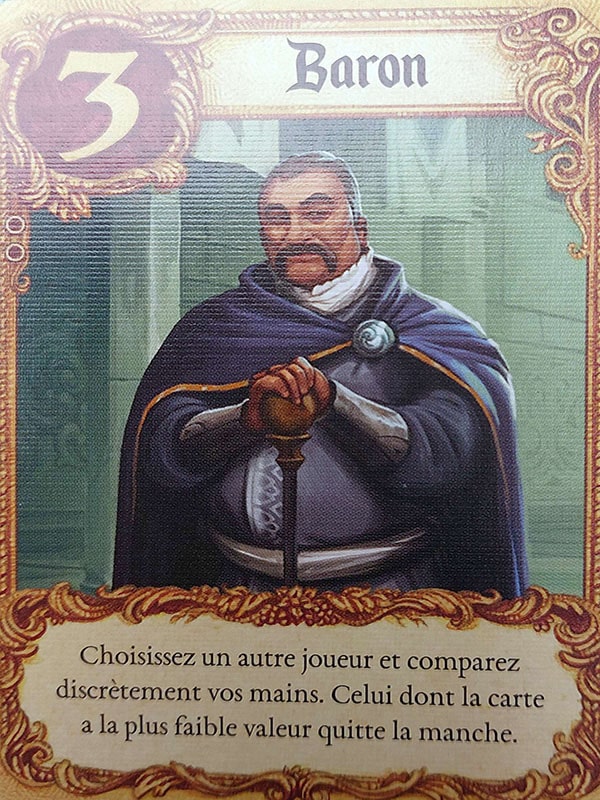 3
Baron
Choisissez un autre joueur et comparez
discrètement vos mains. Celui dont la carte
a la plus faible valeur quitte la manche.